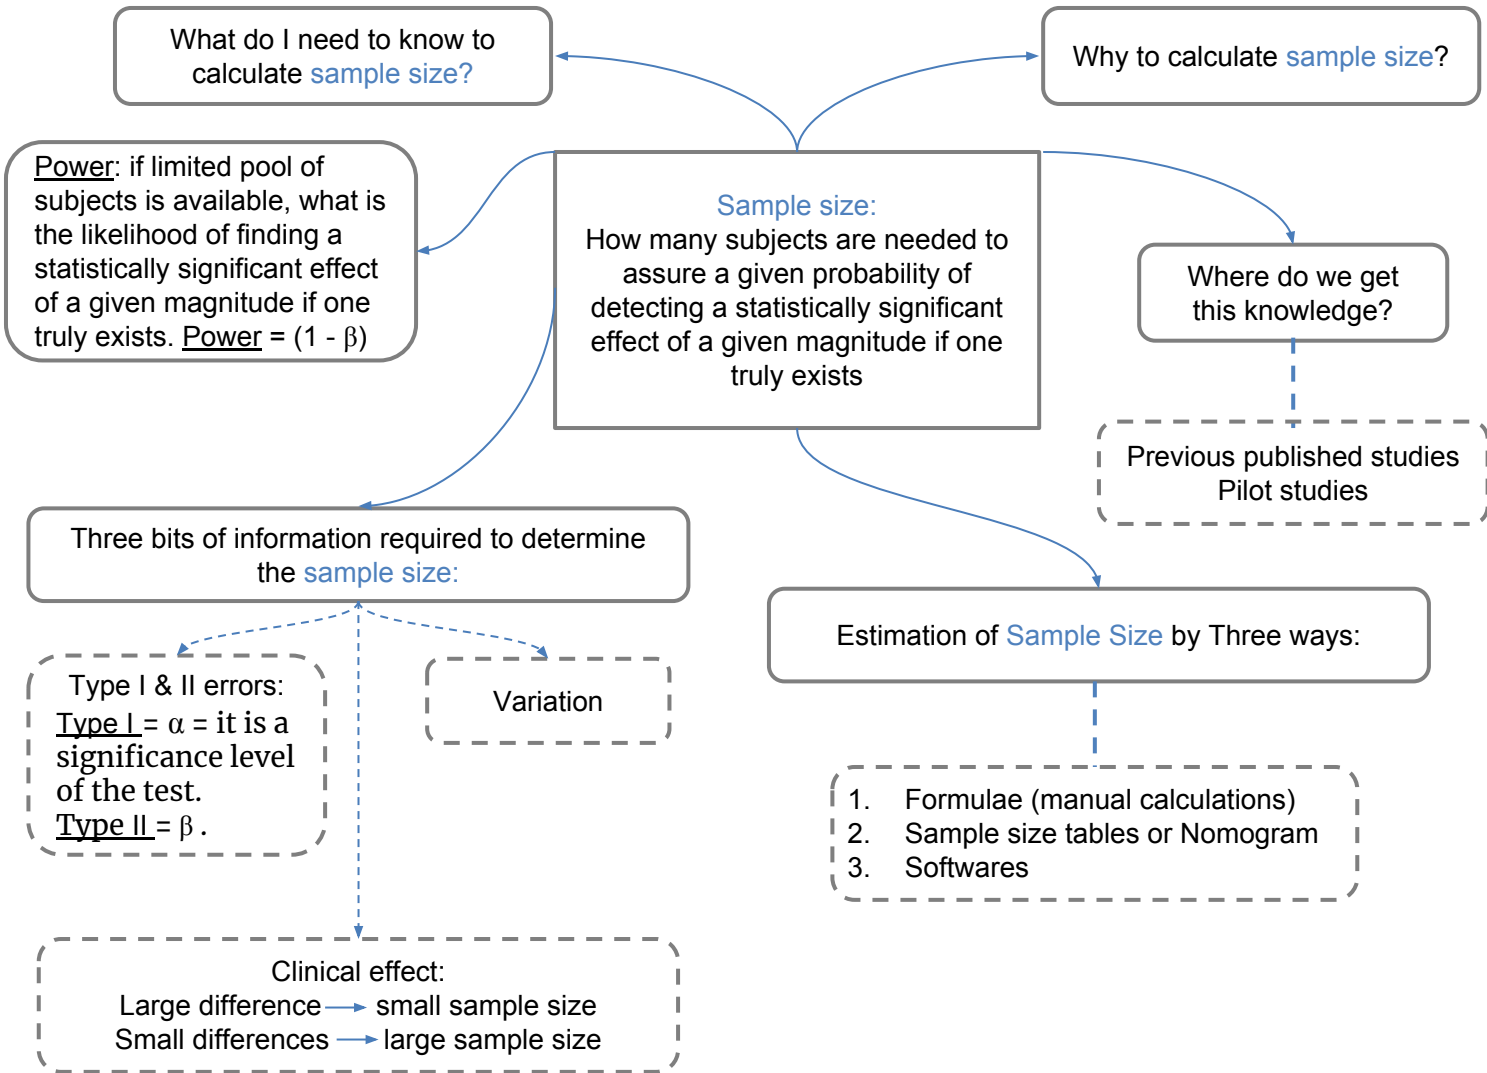 What do I need to know to
calculate sample size?
Why to calculate sample size?
Power: if limited pool of
subjects is available, what is
the likelihood of finding a
statistically significant effect
of a given magnitude if one
truly exists. Power = (1 - β)
Sample size:
How many subjects are needed to
assure a given probability of
detecting a statistically significant
effect of a given magnitude if one
truly exists
Where do we get
this knowledge?
Previous published studies
Pilot studies
Three bits of information required to determine
the sample size:
Estimation of Sample Size by Three ways:
Type I & II errors:
Type I = α = it is a
significance level
of the test.
Type II = β .
Variation
1. Formulae (manual calculations)
2. Sample size tables or Nomogram
3. Softwares
Clinical effect:
Large difference → small sample size
Small differences → large sample size